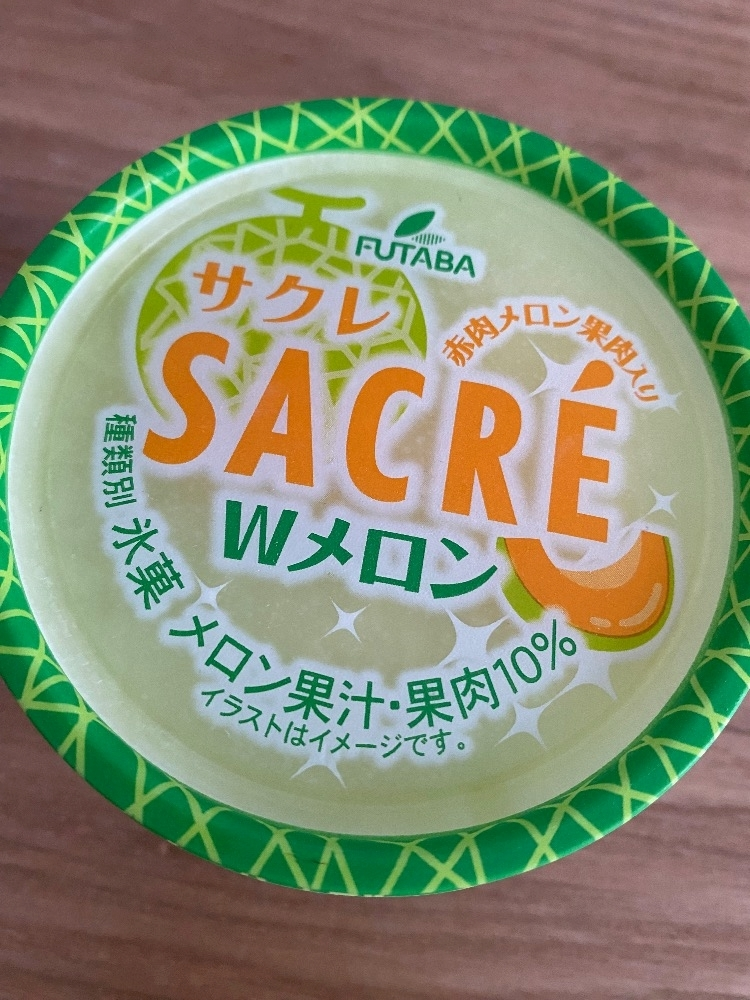 FUTABA
サクレ
赤肉メロン果肉入り
SACRÉ
Wメロン
種類別 氷菓
メロン果汁・果肉10%
イラストはイメージです。